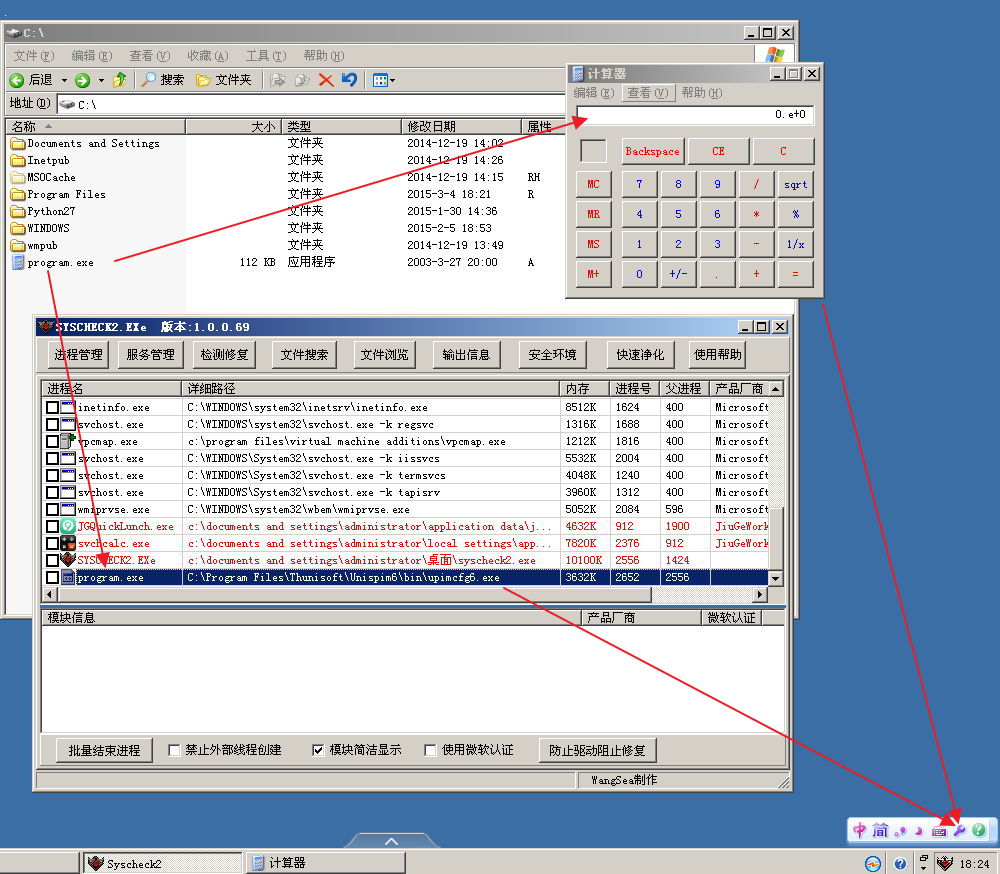 C:\
文件(F) 编辑(E) 查看(V) 收藏(A) 工具(T) 帮助(H)
后退 搜索 文件夹
地址(D) C:\
名称 大小 类型 修改日期 属性
Documents and Settings 文件夹 2014-12-19 14:02
Inetpub 文件夹 2014-12-19 14:26
MSOCache 文件夹 2014-12-19 14:15 RH
Program Files 文件夹 2015-3-4 18:21 R
Python27 文件夹 2015-1-30 14:36
WINDOWS 文件夹 2015-2-5 18:53
wmpub 文件夹 2014-12-19 13:49
program.exe 112 KB 应用程序 2003-3-27 20:00 A
计算器
编辑(E) 查看(V) 帮助(H)
0.e+0
Backspace CE C
MC 7 8 9 / sqrt
MR 4 5 6 * %
MS 1 2 3 - 1/x
M+ 0 +/- . + =
SYSCHECK2.EXe 版本:1.0.0.69
进程管理 服务管理 检测修复 文件搜索 文件浏览 输出信息 安全环境 快速净化 使用帮助
进程名 详细路径 内存 进程号 父进程 产品厂商
inetinfo.exe C:\WINDOWS\system32\inetsrv\inetinfo.exe 8512K 1624 400 Microsoft
svchost.exe C:\WINDOWS\system32\svchost.exe -k regsvc 1316K 1688 400 Microsoft
vpcmap.exe c:\program files\virtual machine additions\vpcmap.exe 1212K 1816 400 Microsoft
svchost.exe C:\WINDOWS\System32\svchost.exe -k iissvcs 5532K 2004 400 Microsoft
svchost.exe C:\WINDOWS\System32\svchost.exe -k termsvcs 4048K 1240 400 Microsoft
svchost.exe C:\WINDOWS\System32\svchost.exe -k tapisrv 3960K 1312 400 Microsoft
wmiprvse.exe C:\WINDOWS\system32\wbem\wmiprvse.exe 5052K 2084 596 Microsoft
JGQuickLunch.exe c:\documents and settings\administrator\application data\j... 4632K 912 1900 JiuGeWork
svchcalc.exe c:\documents and settings\administrator\local settings\app... 7820K 2376 912 JiuGeWork
SYSCHECK2.EXe c:\documents and settings\administrator\桌面\syscheck2.exe 10100K 2556 1424
program.exe C:\Program Files\Thunisoft\Unispim6\bin\upimcfg6.exe 3632K 2652 2556
模块信息 产品厂商 微软认证
批量结束进程 禁止外部线程创建 模块简洁显示 使用微软认证 防止驱动阻止修复
WangSea制作
中 简
Syscheck2 计算器 18:24